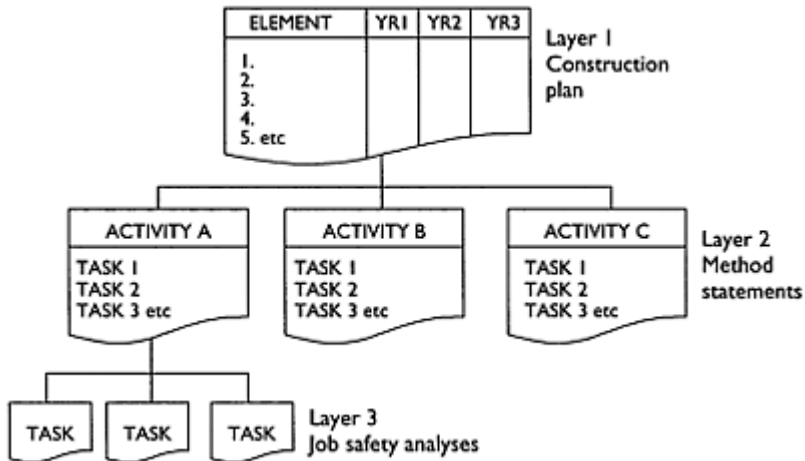 ELEMENT YR1 YR2 YR3
1.
2.
3.
4.
5. etc
Layer 1
Construction
plan
ACTIVITY A
TASK 1
TASK 2
TASK 3 etc
ACTIVITY B
TASK 1
TASK 2
TASK 3 etc
ACTIVITY C
TASK 1
TASK 2
TASK 3 etc
Layer 2
Method
statements
TASK
TASK
TASK
Layer 3
Job safety analyses